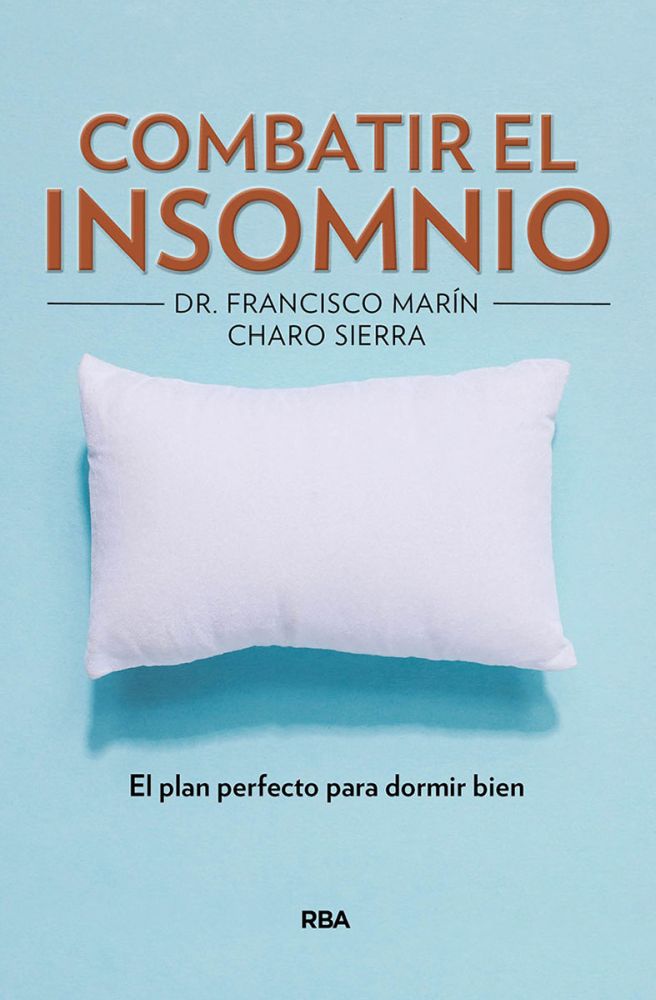 COMBATIR EL
INSOMNIO
DR. FRANCISCO MARÍN
CHARO SIERRA
El plan perfecto para dormir bien
RBA